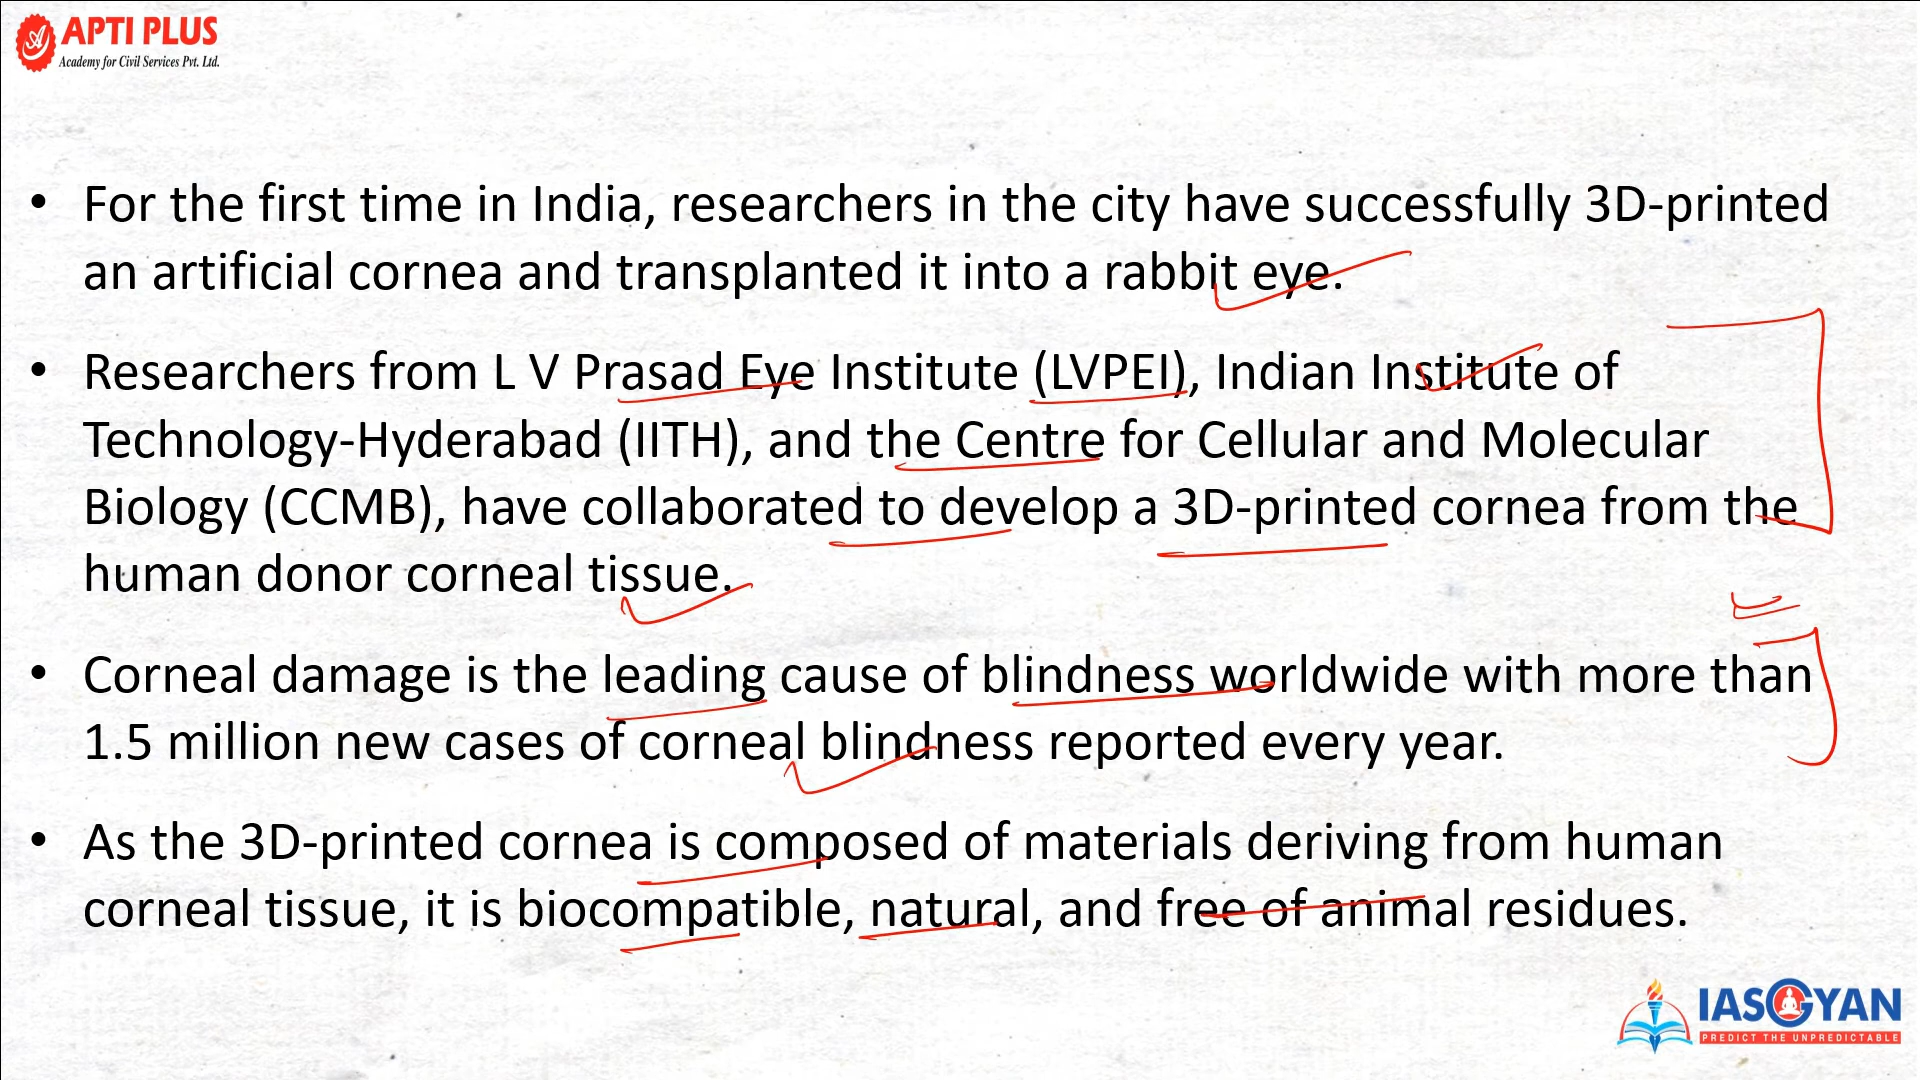 APTI PLUS
Academy for Civil Services Pvt. Ltd.
• For the first time in India, researchers in the city have successfully 3D-printed
an artificial cornea and transplanted it into a rabbit eye.
• Researchers from L V Prasad Eye Institute (LVPEI), Indian Institute of
Technology-Hyderabad (IITH), and the Centre for Cellular and Molecular
Biology (CCMB), have collaborated to develop a 3D-printed cornea from the
human donor corneal tissue.
• Corneal damage is the leading cause of blindness worldwide with more than
1.5 million new cases of corneal blindness reported every year.
• As the 3D-printed cornea is composed of materials deriving from human
corneal tissue, it is biocompatible, natural, and free of animal residues.
IASGYAN
PREDICT THE UNPREDICTABLE